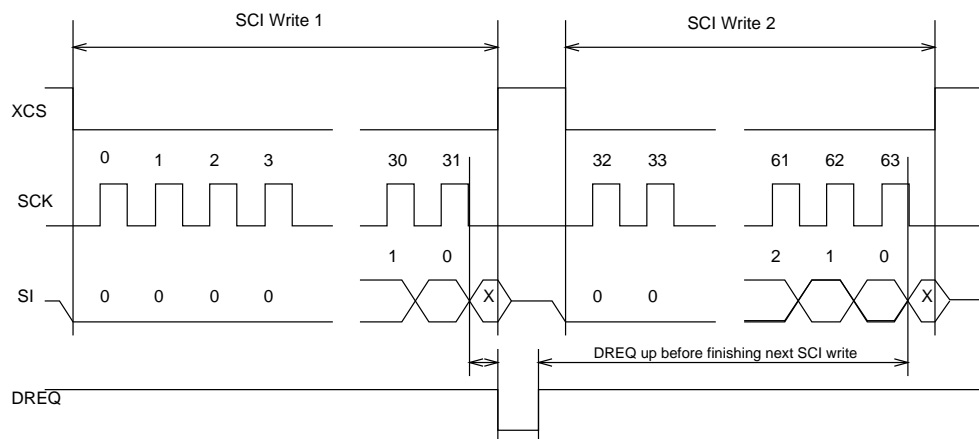 SCI Write 1 SCI Write 2
XCS
0 1 2 3 30 31 32 33 61 62 63
SCK
1 0 2 1 0
SI 0 0 0 0 X 0 0 X
DREQ up before finishing next SCI write
DREQ